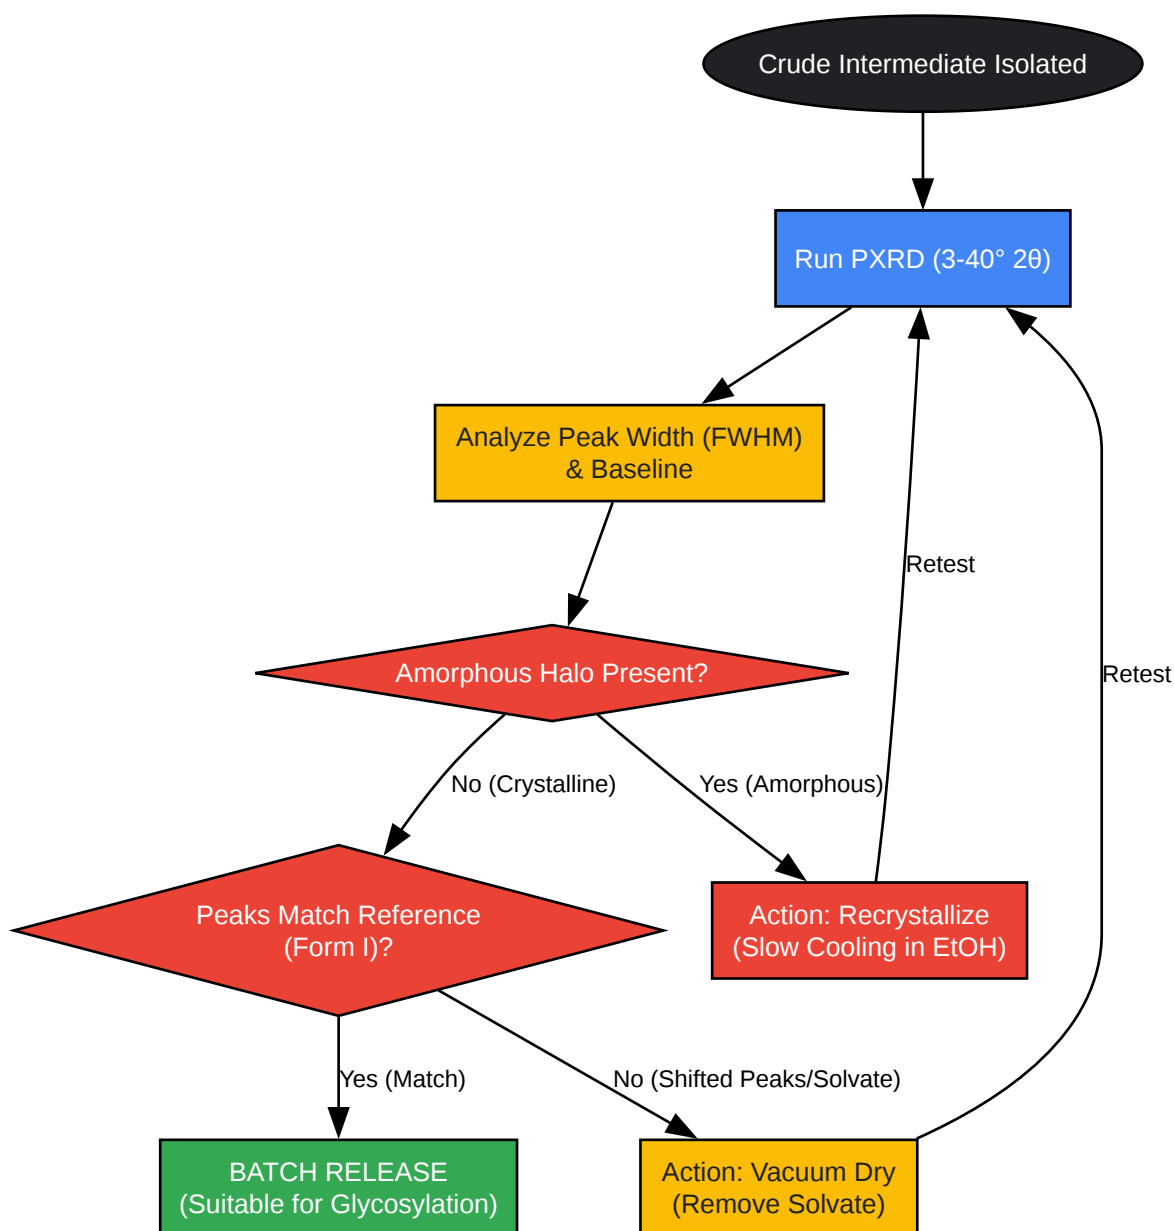 Crude Intermediate Isolated
Run PXRD (3-40° 2θ)
Analyze Peak Width (FWHM)
& Baseline
Retest
Amorphous Halo Present?
Retest
No (Crystalline)
Yes (Amorphous)
Peaks Match Reference
(Form I)?
Action: Recrystallize
(Slow Cooling in EtOH)
Yes (Match)
No (Shifted Peaks/Solvate)
BATCH RELEASE
(Suitable for Glycosylation)
Action: Vacuum Dry
(Remove Solvate)